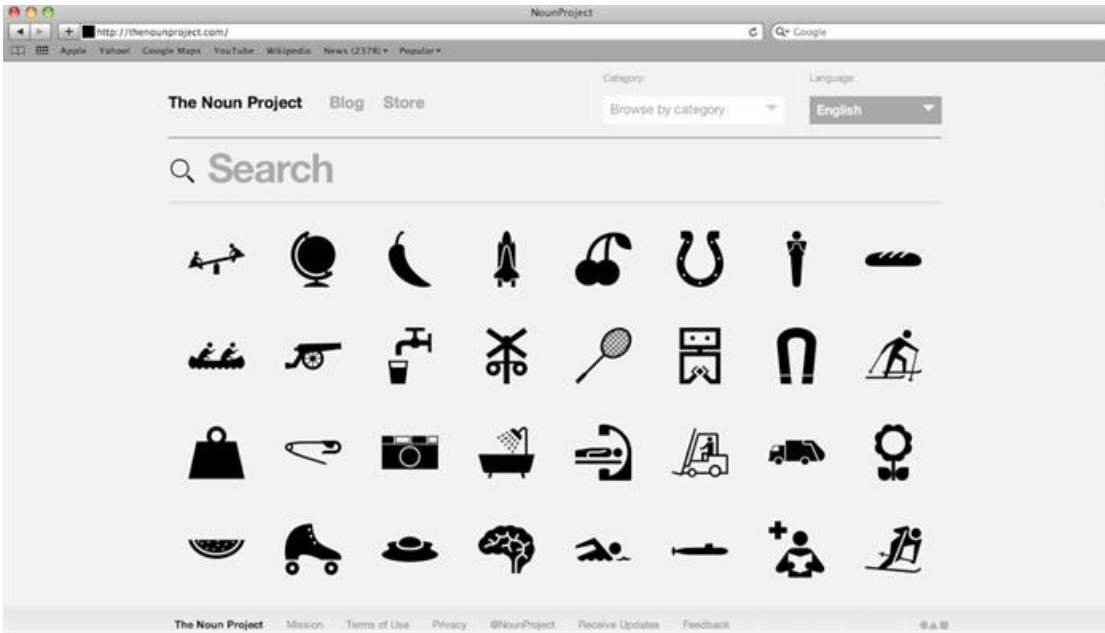 NounProject
http://thenounproject.com/
Google
Apple Yahoo! Google Maps YouTube Wikipedia News (2378) Popular
Category:
Language:
The Noun Project Blog Store
Browse by category
English
Search
The Noun Project Mission Terms of Use Privacy @NounProject Receive Updates Feedback